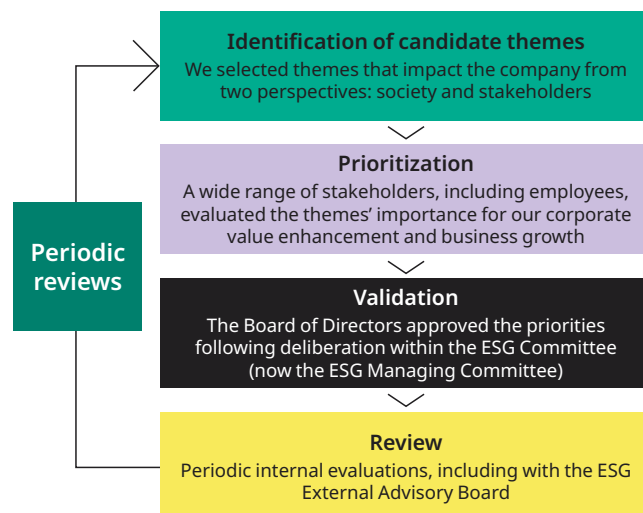 Identification of candidate themes
We selected themes that impact the company from
two perspectives: society and stakeholders
Prioritization
A wide range of stakeholders, including employees,
evaluated the themes’ importance for our corporate
value enhancement and business growth
Periodic
reviews
Validation
The Board of Directors approved the priorities
following deliberation within the ESG Committee
(now the ESG Managing Committee)
Review
Periodic internal evaluations, including with the ESG
External Advisory Board